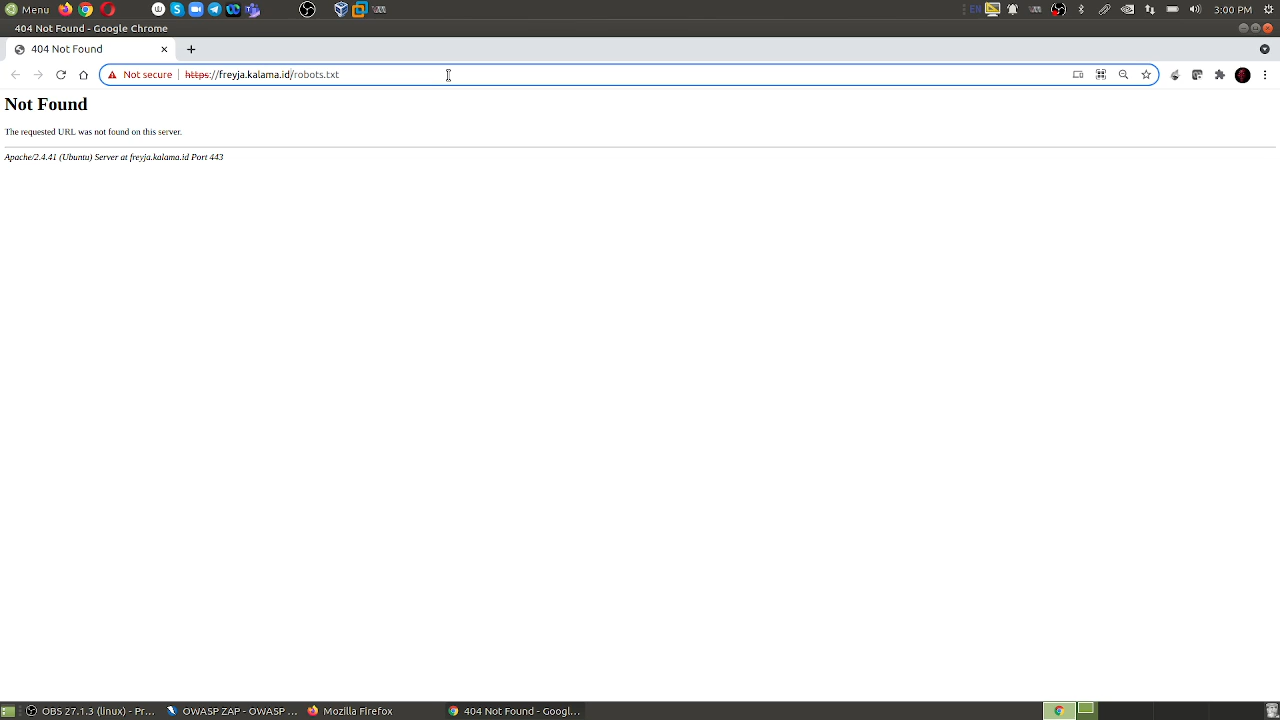 Menu
EN
3:00 PM
404 Not Found - Google Chrome
404 Not Found
Not secure
https://freyja.kalama.id/robots.txt
Not Found
The requested URL was not found on this server.
Apache/2.4.41 (Ubuntu) Server at freyja.kalama.id Port 443
OBS 27.1.3 (linux) - Pr...
OWASP ZAP - OWASP ...
Mozilla Firefox
404 Not Found - Googl...